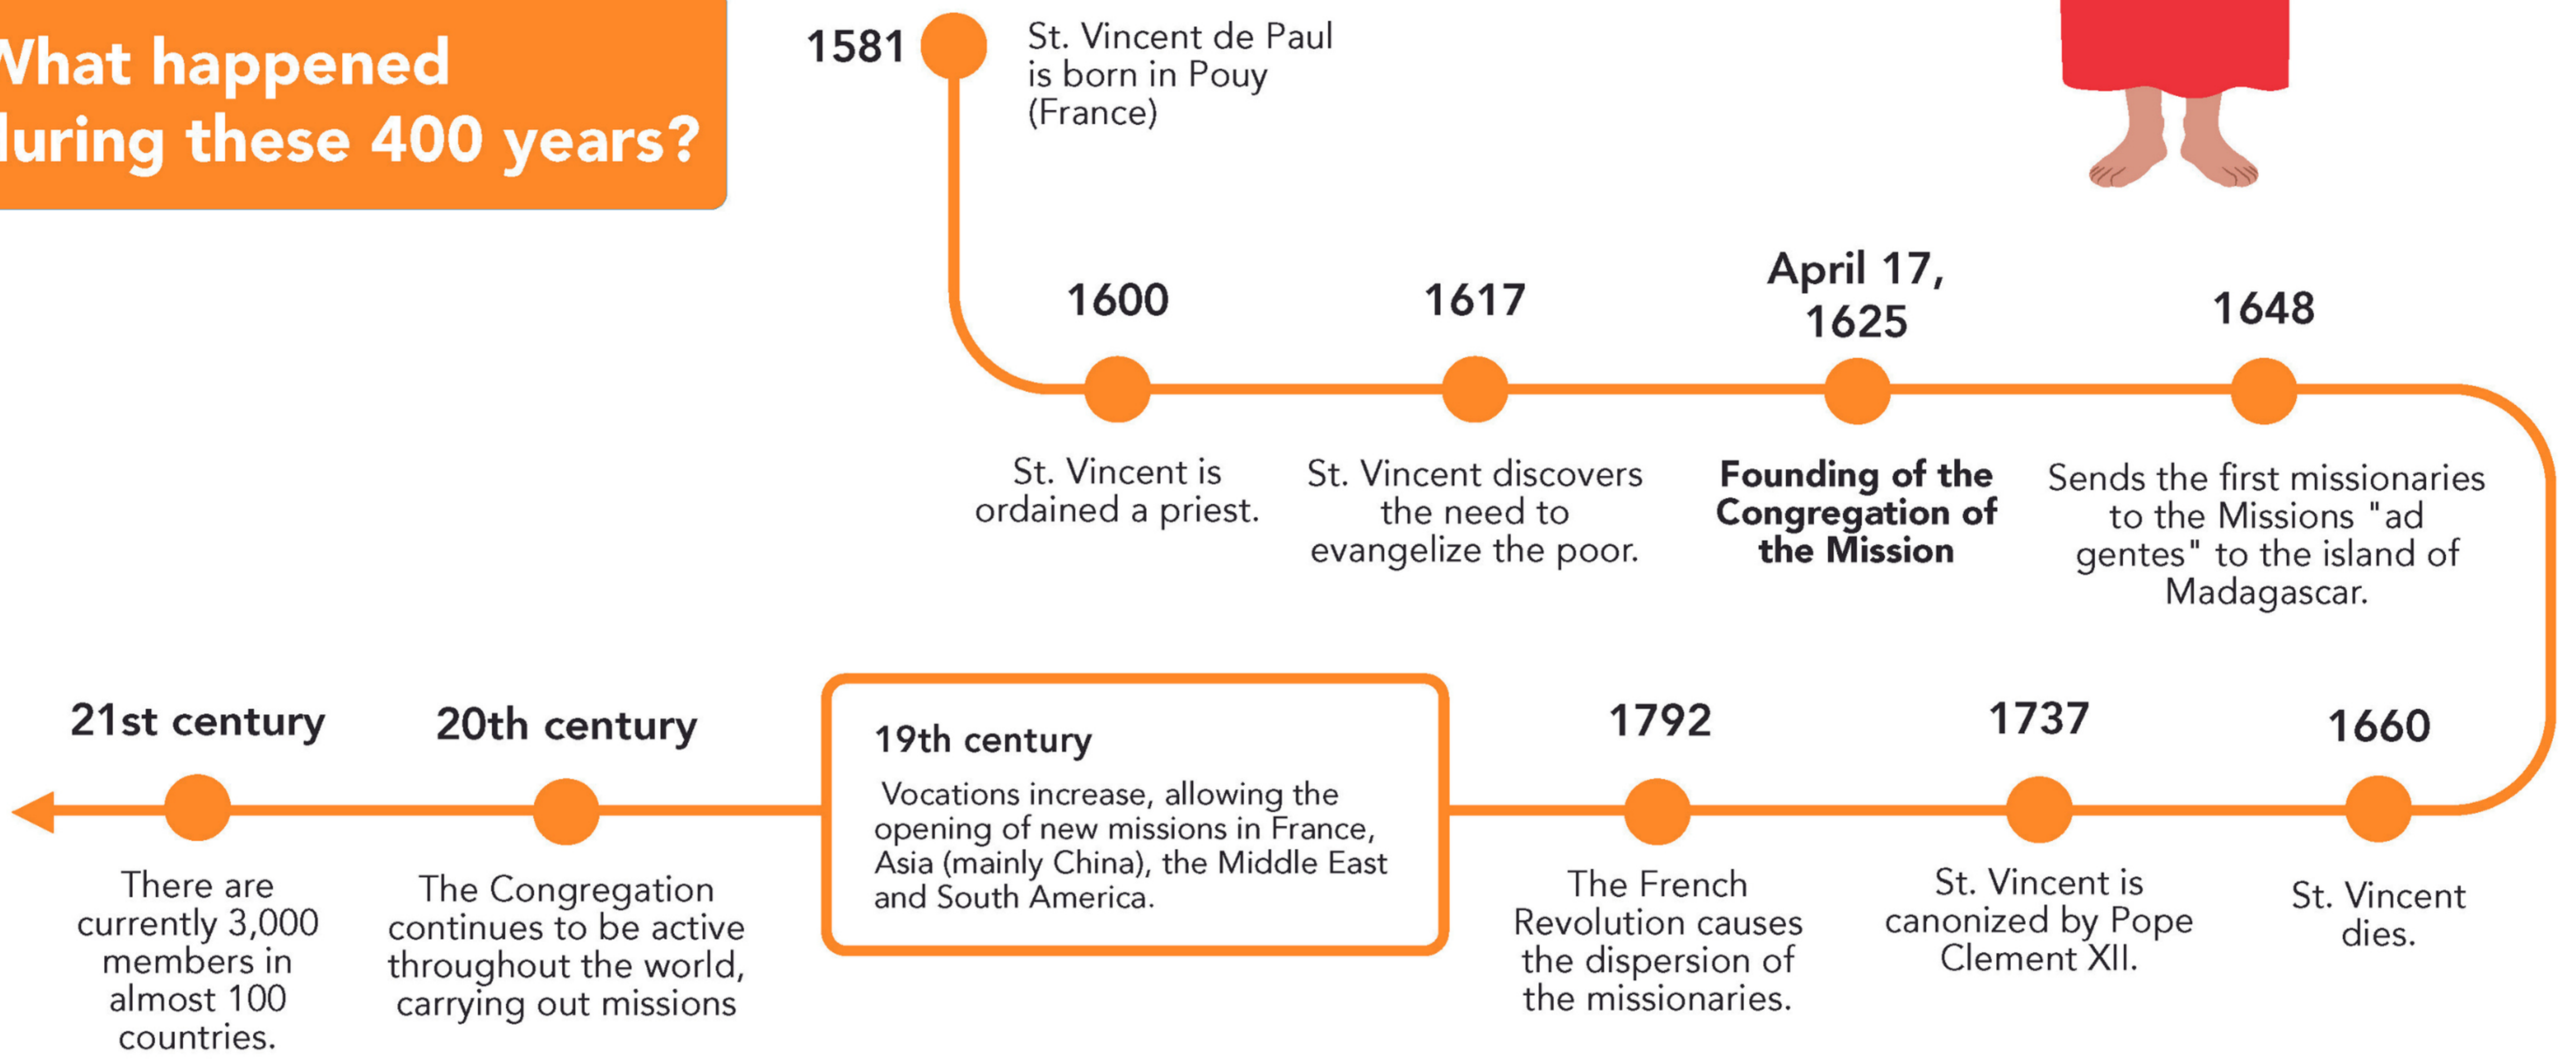 What happened
during these 400 years?
1581
St. Vincent de Paul
is born in Pouy
(France)
1600
St. Vincent is
ordained a priest.
1617
St. Vincent discovers
the need to
evangelize the poor.
April 17,
1625
Founding of the
Congregation of
the Mission
1648
Sends the first missionaries
to the Missions "ad
gentes" to the island of
Madagascar.
1660
St. Vincent
dies.
1737
St. Vincent is
canonized by Pope
Clement XII.
1792
The French
Revolution causes
the dispersion of
the missionaries.
19th century
Vocations increase, allowing the
opening of new missions in France,
Asia (mainly China), the Middle East
and South America.
20th century
The Congregation
continues to be active
throughout the world,
carrying out missions
21st century
There are
currently 3,000
members in
almost 100
countries.